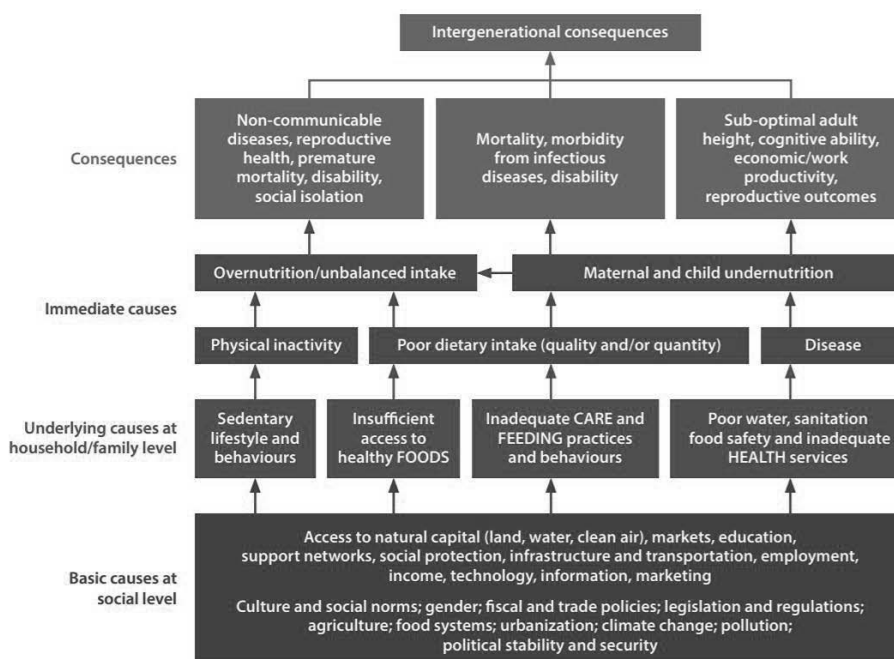 Intergenerational consequences
Consequences
Non-communicable
diseases, reproductive
health, premature
mortality, disability,
social isolation
Mortality, morbidity
from infectious
diseases, disability
Sub-optimal adult
height, cognitive ability,
economic/work
productivity,
reproductive outcomes
Immediate causes
Overnutrition/unbalanced intake
Maternal and child undernutrition
Physical inactivity
Poor dietary intake (quality and/or quantity)
Disease
Underlying causes at
household/family level
Sedentary
lifestyle and
behaviours
Insufficient
access to
healthy FOODS
Inadequate CARE and
FEEDING practices
and behaviours
Poor water, sanitation
food safety and inadequate
HEALTH services
Basic causes at
social level
Access to natural capital (land, water, clean air), markets, education,
support networks, social protection, infrastructure and transportation, employment,
income, technology, information, marketing
Culture and social norms; gender; fiscal and trade policies; legislation and regulations;
agriculture; food systems; urbanization; climate change; pollution;
political stability and security